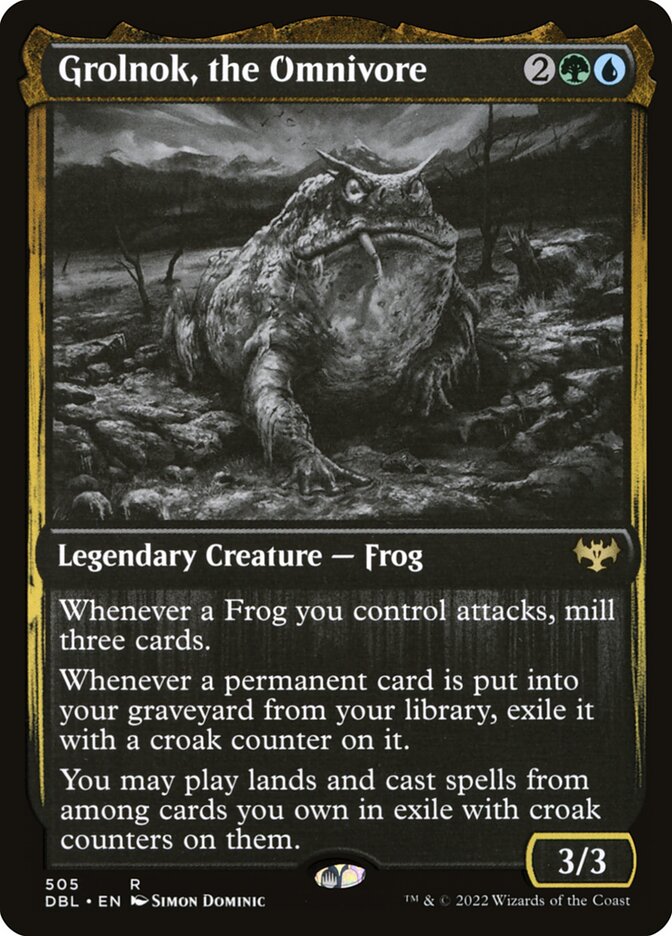 Grolnok, the Omnivore 2
Legendary Creature — Frog
Whenever a Frog you control attacks, mill
three cards.
Whenever a permanent card is put into
your graveyard from your library, exile it
with a croak counter on it.
You may play lands and cast spells from
among cards you own in exile with croak
counters on them.
3/3
505 R
DBL • EN Simon Dominic
™ & © 2022 Wizards of the Coast